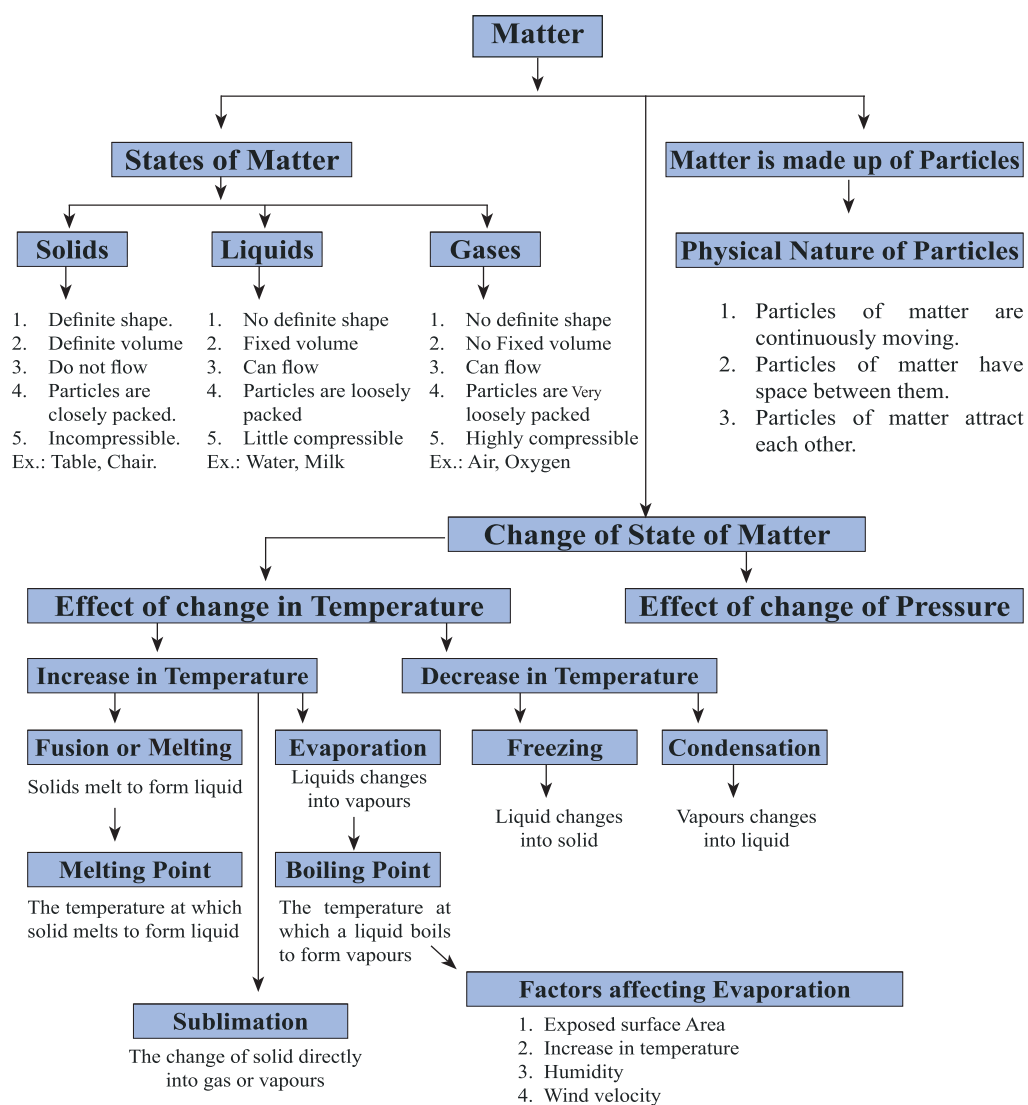 Matter
States of Matter
Matter is made up of Particles
Solids
1. Definite shape.
2. Definite volume
3. Do not flow
4. Particles are
closely packed.
5. Incompressible.
Ex.: Table, Chair.
Liquids
1. No definite shape
2. Fixed volume
3. Can flow
4. Particles are loosely
packed
5. Little compressible
Ex.: Water, Milk
Gases
1. No definite shape
2. No Fixed volume
3. Can flow
4. Particles are Very
loosely packed
5. Highly compressible
Ex.: Air, Oxygen
Physical Nature of Particles
1. Particles of matter are
continuously moving.
2. Particles of matter have
space between them.
3. Particles of matter attract
each other.
Change of State of Matter
Effect of change in Temperature
Effect of change of Pressure
Increase in Temperature
Decrease in Temperature
Fusion or Melting
Solids melt to form liquid
Melting Point
The temperature at which
solid melts to form liquid
Evaporation
Liquids changes
into vapours
Boiling Point
The temperature at
which a liquid boils
to form vapours
Freezing
Liquid changes
into solid
Condensation
Vapours changes
into liquid
Sublimation
The change of solid directly
into gas or vapours
Factors affecting Evaporation
1. Exposed surface Area
2. Increase in temperature
3. Humidity
4. Wind velocity